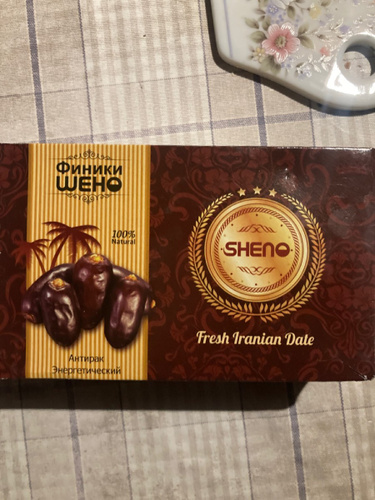 Финики
ШЕНО
100%
Natural
Антирак
Энергетический
SHENO
Fresh Iranian Date